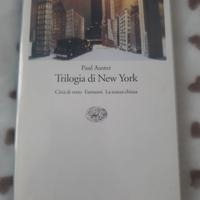 Paul Auster
Trilogia di New York
Città di vetro Fantasmi La stanza chiusa